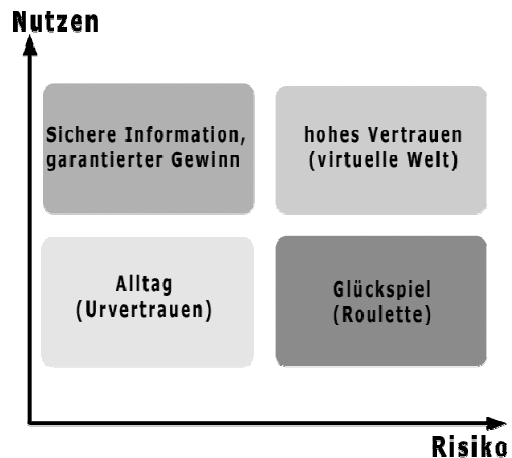 Nutzen
Sichere Information,
garantierter Gewinn
hohes Vertrauen
(virtuelle Welt)
Alltag
(Urvertrauen)
Glückspiel
(Roulette)
Risiko